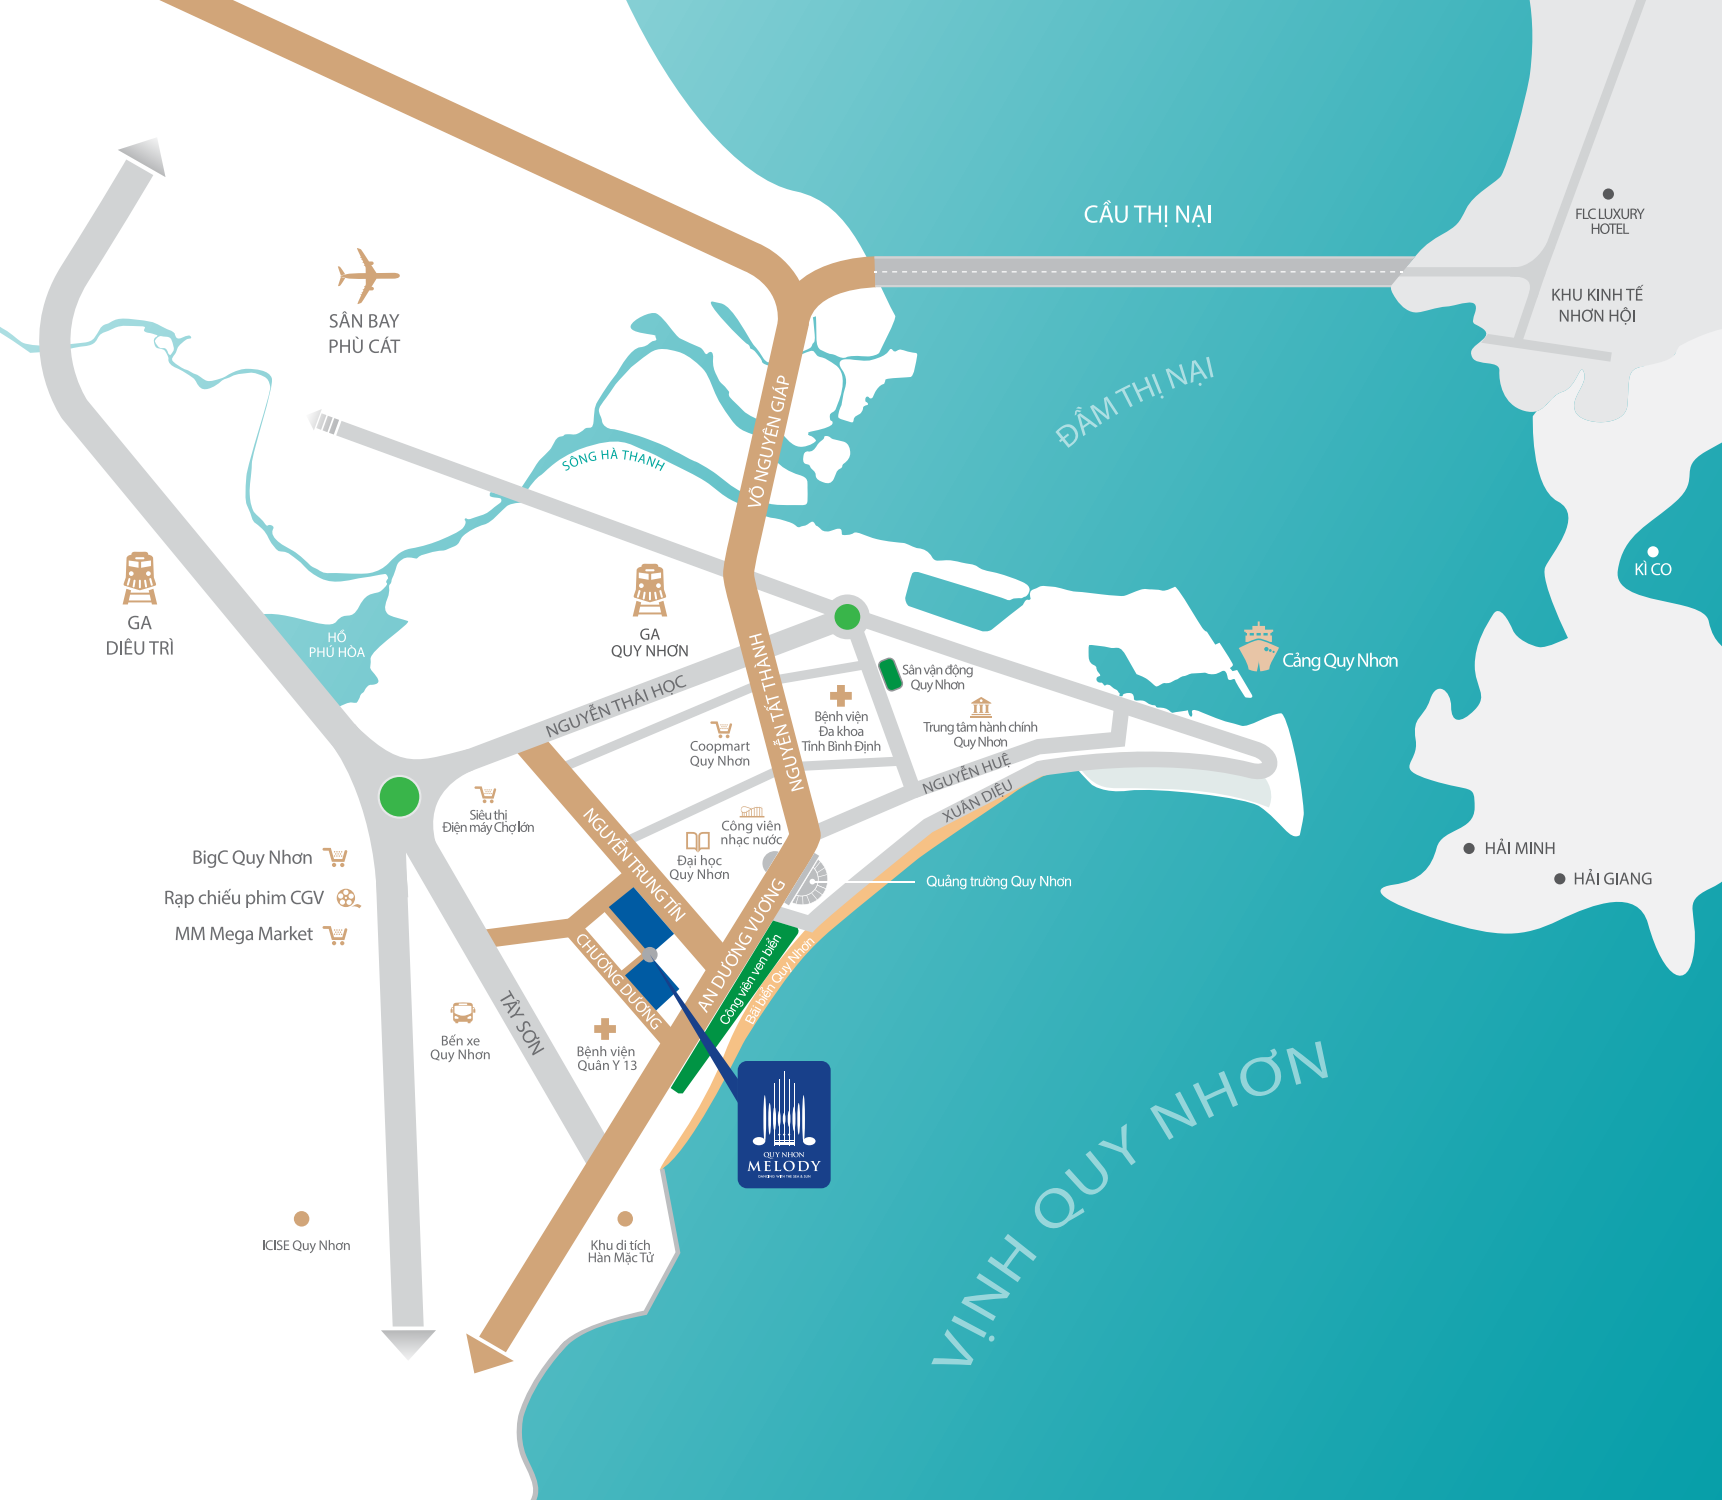 CẦU THỊ NẠI
FLC LUXURY
HOTEL
KHU KINH TẾ
NHƠN HỘI
SÂN BAY
PHÙ CÁT
ĐẦM THỊ NẠI
VÕ NGUYÊN GIÁP
SÔNG HÀ THANH
KÌ CO
GA
DIÊU TRÌ
HỒ
PHÚ HÒA
GA
QUY NHƠN
Cảng Quy Nhơn
Sân vận động
Quy Nhơn
NGUYỄN THÁI HỌC
NGUYỄN TẤT THÀNH
Bệnh viện
Đa khoa
Tỉnh Bình Định
Trung tâm hành chính
Quy Nhơn
Coopmart
Quy Nhơn
NGUYỄN HUỆ
XUÂN DIỆU
Siêu thị
Điện máy Chợ lớn
NGUYỄN TRUNG TÍN
Công viên
nhạc nước
Đại học
Quy Nhơn
BigC Quy Nhơn
Rạp chiếu phim CGV
MM Mega Market
Quảng trường Quy Nhơn
HẢI MINH
HẢI GIANG
AN DƯƠNG VƯƠNG
Công viên ven biển
Bãi biển Quy Nhơn
CHƯƠNG DƯƠNG
TÂY SƠN
Bến xe
Quy Nhơn
Bệnh viện
Quân Y 13
QUY NHON
MELODY
DANCING WITH THE SEA & SUN
VỊNH QUY NHƠN
ICISE Quy Nhơn
Khu di tích
Hàn Mặc Tử